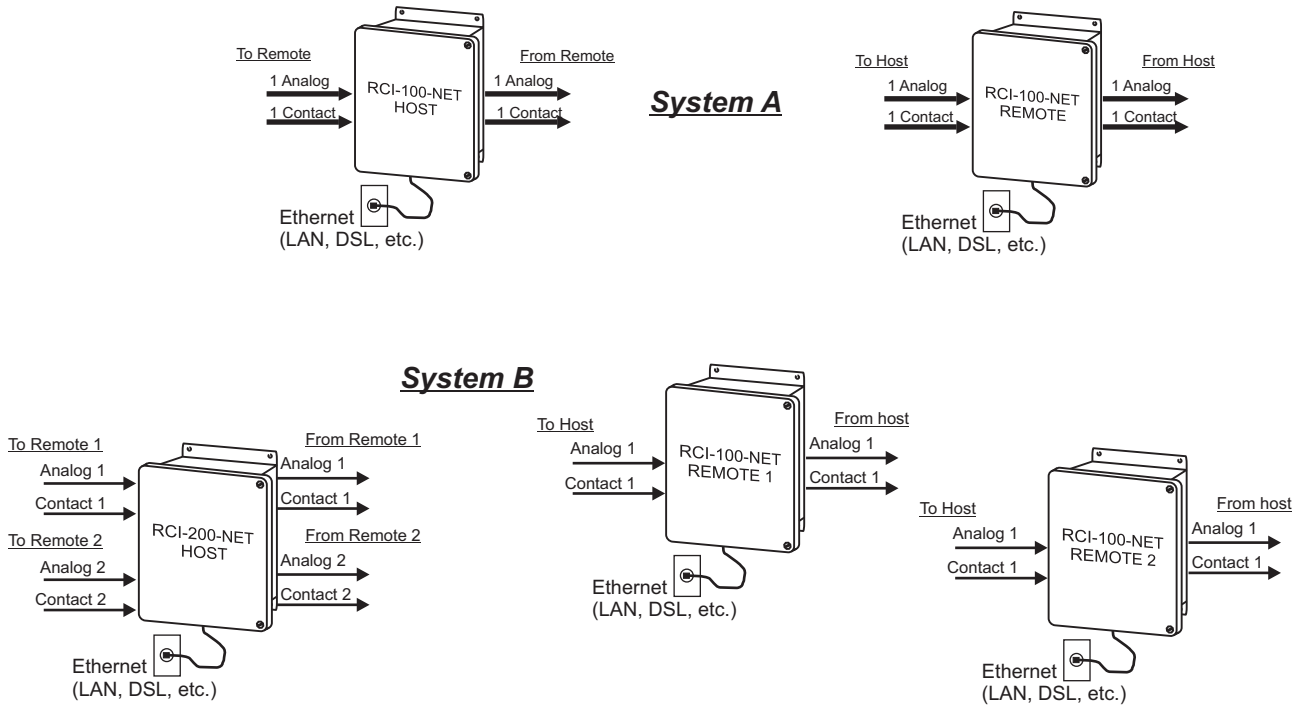 To Remote
1 Analog
1 Contact
RCI-100-NET
HOST
From Remote
1 Analog
1 Contact
Ethernet
(LAN, DSL, etc.)
System A
To Host
1 Analog
1 Contact
RCI-100-NET
REMOTE
From Host
1 Analog
1 Contact
Ethernet
(LAN, DSL, etc.)
System B
To Remote 1
Analog 1
Contact 1
To Remote 2
Analog 2
Contact 2
RCI-200-NET
HOST
From Remote 1
Analog 1
Contact 1
From Remote 2
Analog 2
Contact 2
Ethernet
(LAN, DSL, etc.)
To Host
Analog 1
Contact 1
RCI-100-NET
REMOTE 1
From host
Analog 1
Contact 1
Ethernet
(LAN, DSL, etc.)
To Host
Analog 1
Contact 1
RCI-100-NET
REMOTE 2
From host
Analog 1
Contact 1
Ethernet
(LAN, DSL, etc.)